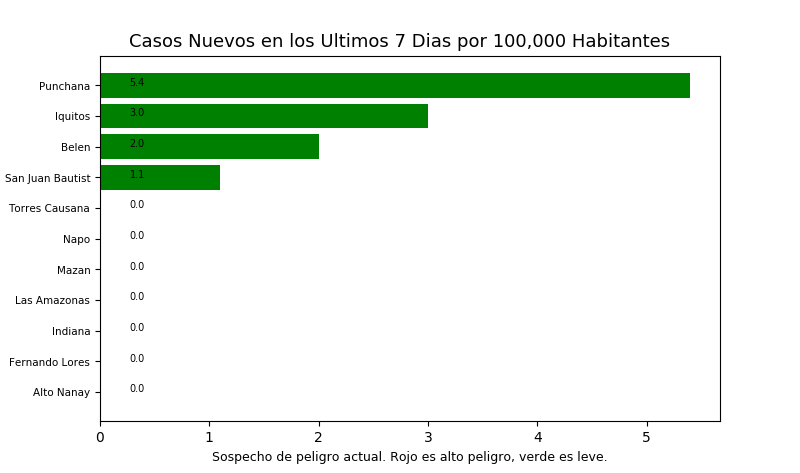 Casos Nuevos en los Ultimos 7 Dias por 100,000 Habitantes
Punchana 5.4
Iquitos 3.0
Belen 2.0
San Juan Bautist 1.1
Torres Causana 0.0
Napo 0.0
Mazan 0.0
Las Amazonas 0.0
Indiana 0.0
Fernando Lores 0.0
Alto Nanay 0.0
0 1 2 3 4 5
Sospecho de peligro actual. Rojo es alto peligro, verde es leve.